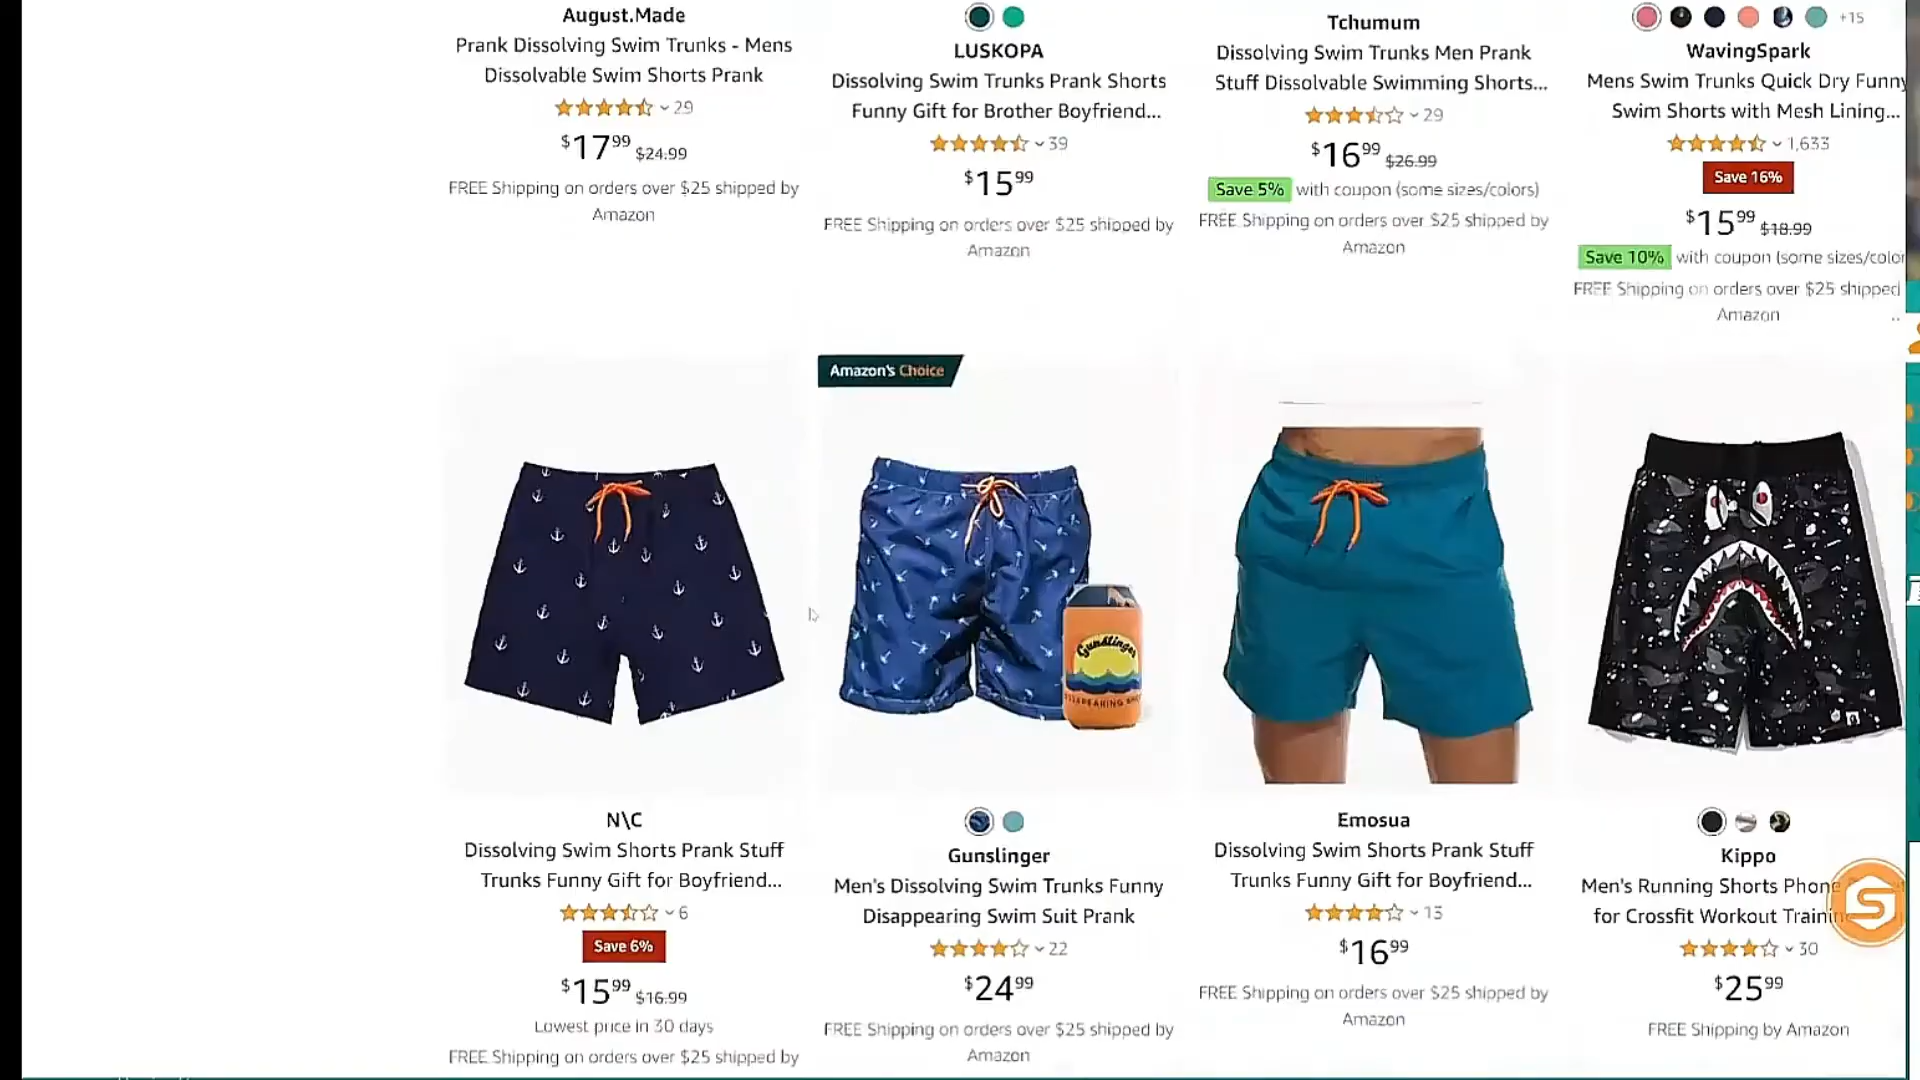 August.Made
Prank Dissolving Swim Trunks - Mens
Dissolvable Swim Shorts Prank
29
$17.99 $24.99
FREE Shipping on orders over $25 shipped by
Amazon
LUSKOPA
Dissolving Swim Trunks Prank Shorts
Funny Gift for Brother Boyfriend...
39
$15.99
FREE Shipping on orders over $25 shipped by
Amazon
Tchumum
Dissolving Swim Trunks Men Prank
Stuff Dissolvable Swimming Shorts...
29
$16.99 $26.99
Save 5% with coupon (some sizes/colors)
FREE Shipping on orders over $25 shipped by
Amazon
+15
WavingSpark
Mens Swim Trunks Quick Dry Funny
Swim Shorts with Mesh Lining...
1,633
Save 16%
$15.99 $18.99
Save 10% with coupon (some sizes/color
FREE Shipping on orders over $25 shipped
Amazon
N\C
Dissolving Swim Shorts Prank Stuff
Trunks Funny Gift for Boyfriend...
6
Save 6%
$15.99 $16.99
Lowest price in 30 days
FREE Shipping on orders over $25 shipped by
Amazon's Choice
Gunslinger
Gunslinger
Men's Dissolving Swim Trunks Funny
Disappearing Swim Suit Prank
22
$24.99
FREE Shipping on orders over $25 shipped by
Amazon
Emosua
Dissolving Swim Shorts Prank Stuff
Trunks Funny Gift for Boyfriend...
13
$16.99
FREE Shipping on orders over $25 shipped by
Amazon
Kippo
Men's Running Shorts Phone
for Crossfit Workout Trainin
S
30
$25.99
FREE Shipping by Amazon